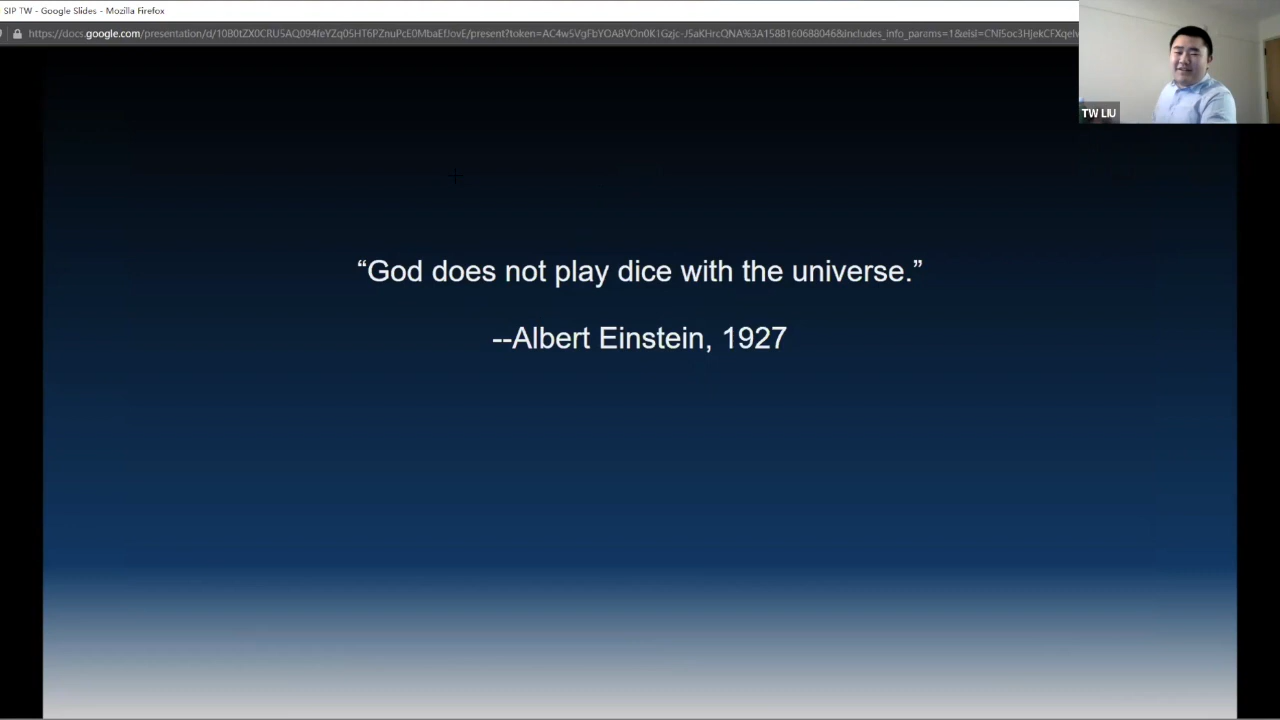 SIP TW - Google Slides - Mozilla Firefox
TW LIU
“God does not play dice with the universe.”
--Albert Einstein, 1927